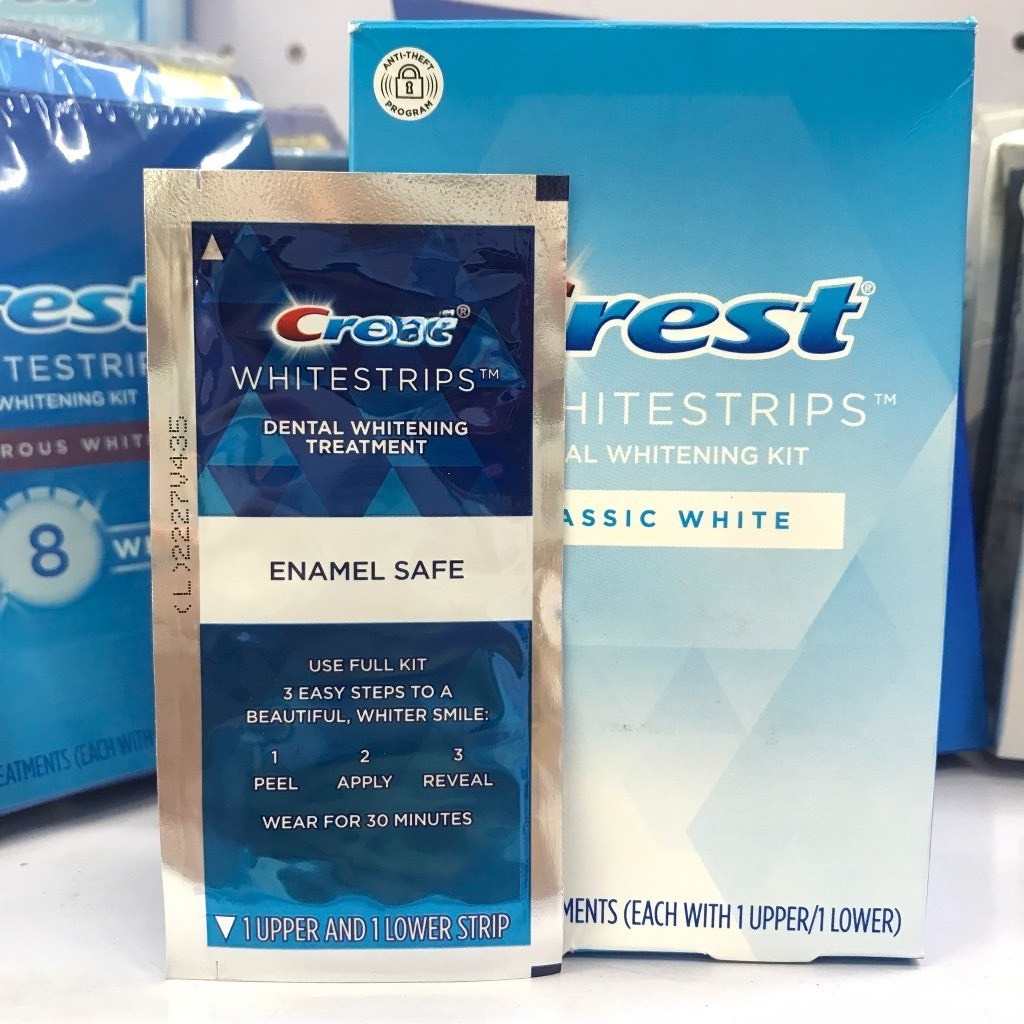 ANTI-THEFT
PROGRAM
Crest®
WHITESTRIPS™
DENTAL WHITENING
TREATMENT
ENAMEL SAFE
USE FULL KIT
3 EASY STEPS TO A
BEAUTIFUL, WHITER SMILE:
1 2 3
PEEL APPLY REVEAL
WEAR FOR 30 MINUTES
1 UPPER AND 1 LOWER STRIP
(L)2227V435
rest®
HITESTRIPS™
AL WHITENING KIT
ASSIC WHITE
MENTS (EACH WITH 1 UPPER/1 LOWER)
rest
TESTRIP
WHITENING KIT
ROUS WHIT
8
EATMENTS (EACH WITH